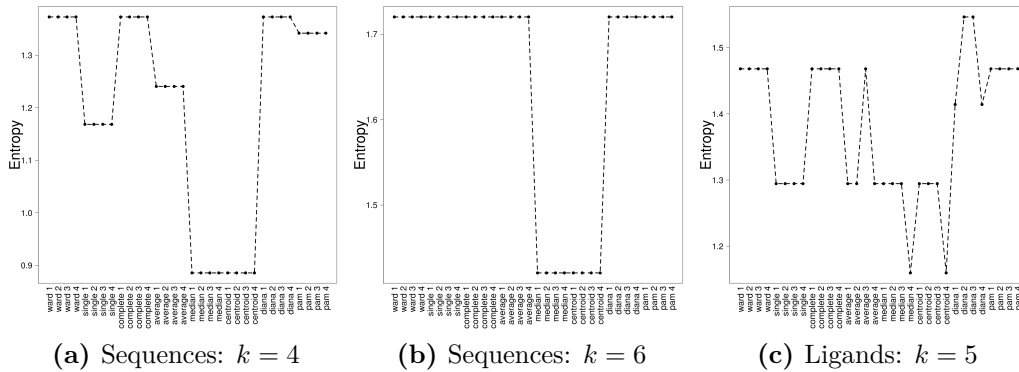 Entropy
1.3
1.2
1.1
1.0
0.9
ward 1
ward 2
ward 3
ward 4
single 1
single 2
single 3
single 4
complete 1
complete 2
complete 3
complete 4
average 1
average 2
average 3
average 4
median 1
median 2
median 3
median 4
centroid 1
centroid 2
centroid 3
centroid 4
diana 1
diana 2
diana 3
diana 4
pam 1
pam 2
pam 3
pam 4
(a) Sequences: k = 4
Entropy
1.7
1.6
1.5
ward 1
ward 2
ward 3
ward 4
single 1
single 2
single 3
single 4
complete 1
complete 2
complete 3
complete 4
average 1
average 2
average 3
average 4
median 1
median 2
median 3
median 4
centroid 1
centroid 2
centroid 3
centroid 4
diana 1
diana 2
diana 3
diana 4
pam 1
pam 2
pam 3
pam 4
(b) Sequences: k = 6
Entropy
1.5
1.4
1.3
1.2
ward 1
ward 2
ward 3
ward 4
single 1
single 2
single 3
single 4
complete 1
complete 2
complete 3
complete 4
average 1
average 2
average 3
average 4
median 1
median 2
median 3
median 4
centroid 1
centroid 2
centroid 3
centroid 4
diana 1
diana 2
diana 3
diana 4
pam 1
pam 2
pam 3
(c) Ligands: k = 5